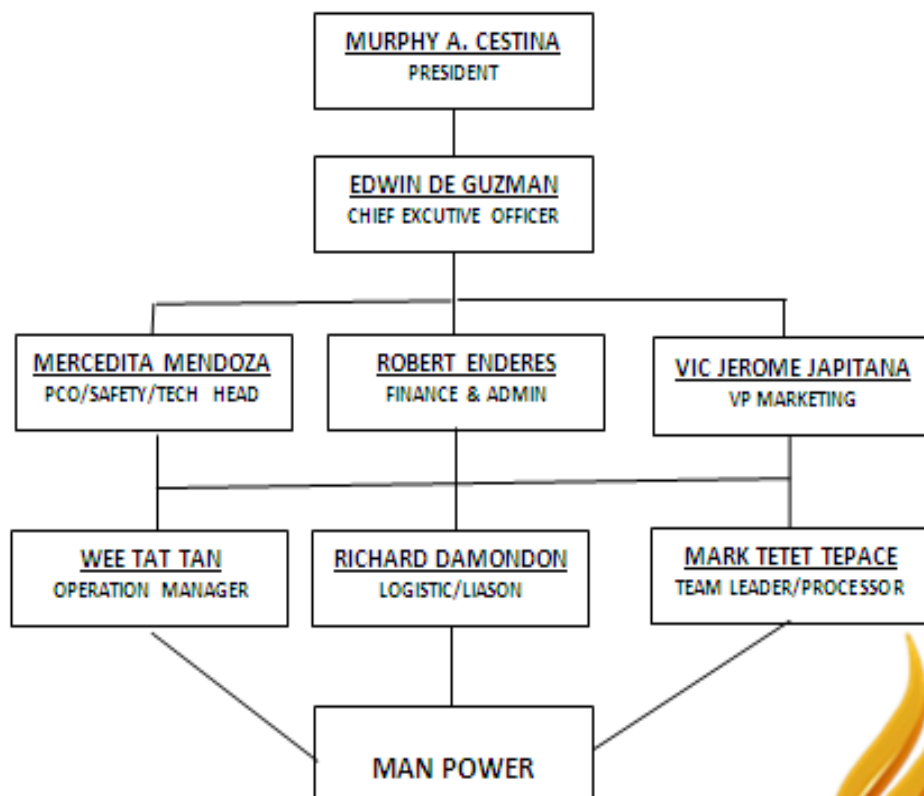 MURPHY A. CESTINA
PRESIDENT
EDWIN DE GUZMAN
CHIEF EXCUTIVE OFFICER
MERCEDITA MENDOZA
PCO/SAFETY/TECH HEAD
ROBERT ENDERES
FINANCE & ADMIN
VIC JEROME JAPITANA
VP MARKETING
WEE TAT TAN
OPERATION MANAGER
RICHARD DAMONDON
LOGISTIC/LIASON
MARK TETET TEPACE
TEAM LEADER/PROCESSOR
MAN POWER